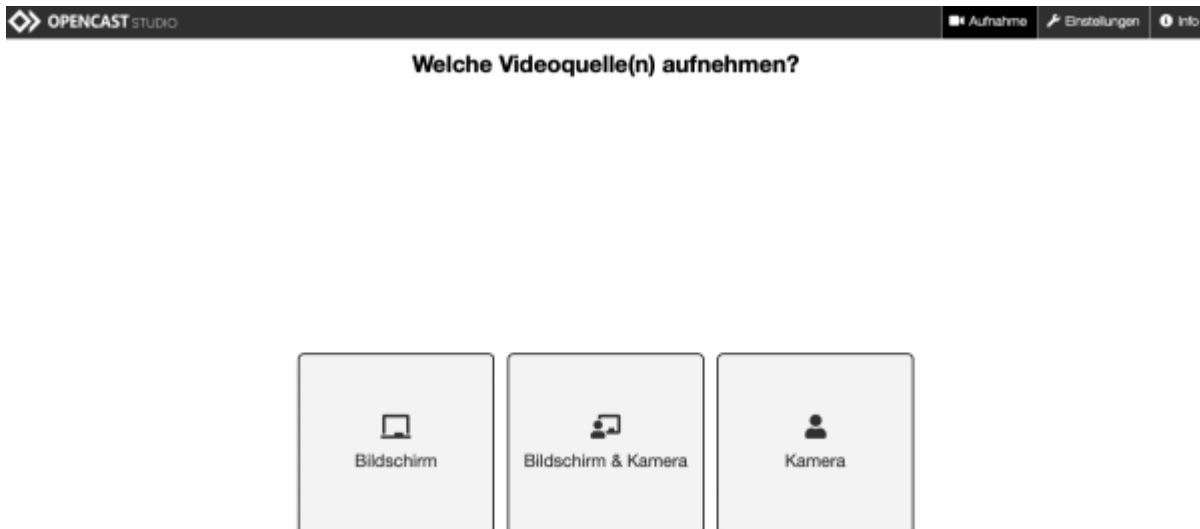 OPENCAST STUDIO
Aufnahme
Einstellungen
Info
Welche Videoquelle(n) aufnehmen?
Bildschirm
Bildschirm & Kamera
Kamera